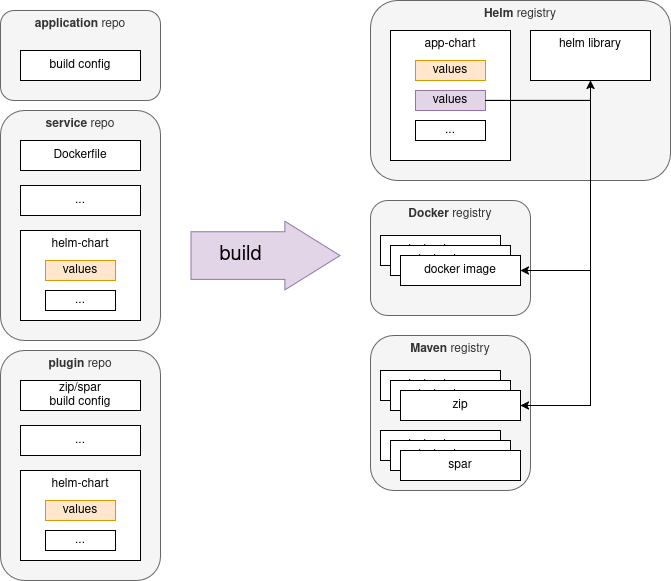 application repo
build config
service repo
Dockerfile
...
helm-chart
values
...
plugin repo
zip/spar
build config
...
helm-chart
values
...
build
Helm registry
app-chart
values
values
...
helm library
Docker registry
docker image
Maven registry
zip
spar